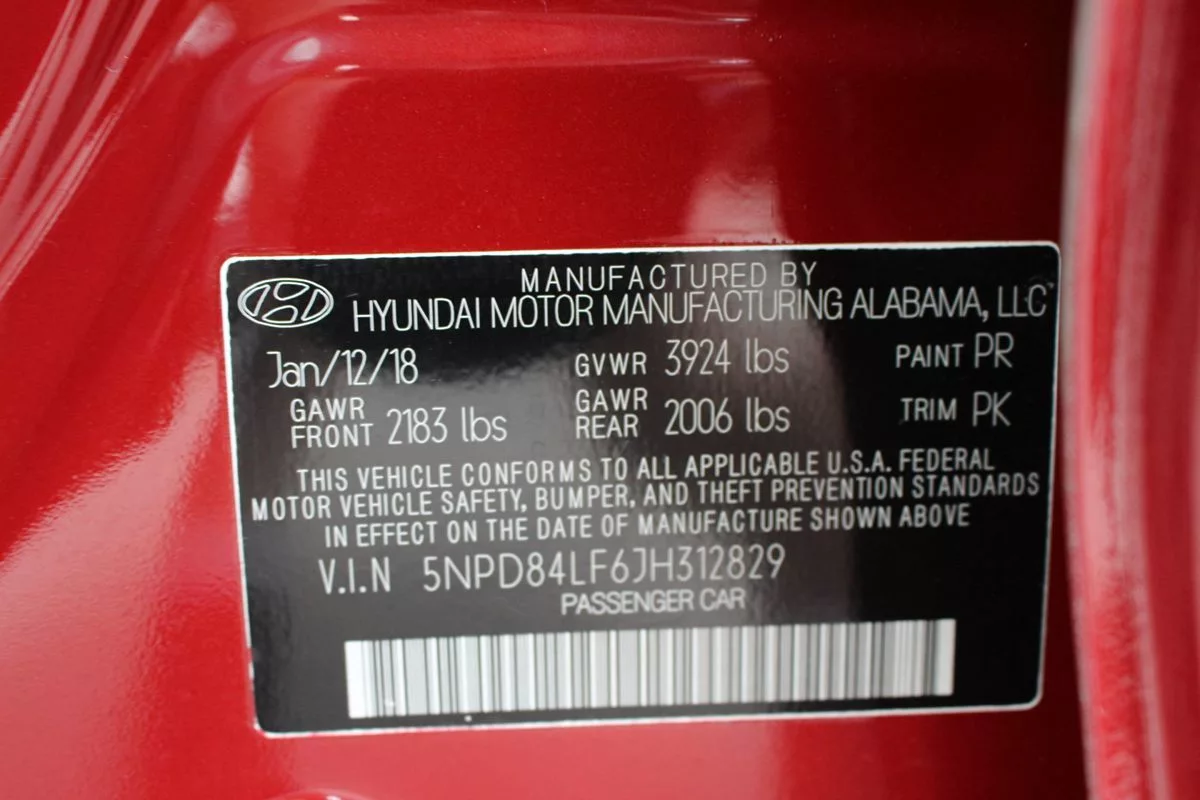 MANUFACTURED BY
HYUNDAI MOTOR MANUFACTURING ALABAMA, LLC
Jan/12/18 GVWR 3924 lbs PAINT PR
GAWR FRONT 2183 lbs GAWR REAR 2006 lbs TRIM PK
THIS VEHICLE CONFORMS TO ALL APPLICABLE U.S.A. FEDERAL
MOTOR VEHICLE SAFETY, BUMPER, AND THEFT PREVENTION STANDARDS
IN EFFECT ON THE DATE OF MANUFACTURE SHOWN ABOVE
V.I.N 5NPD84LF6JH312829
PASSENGER CAR